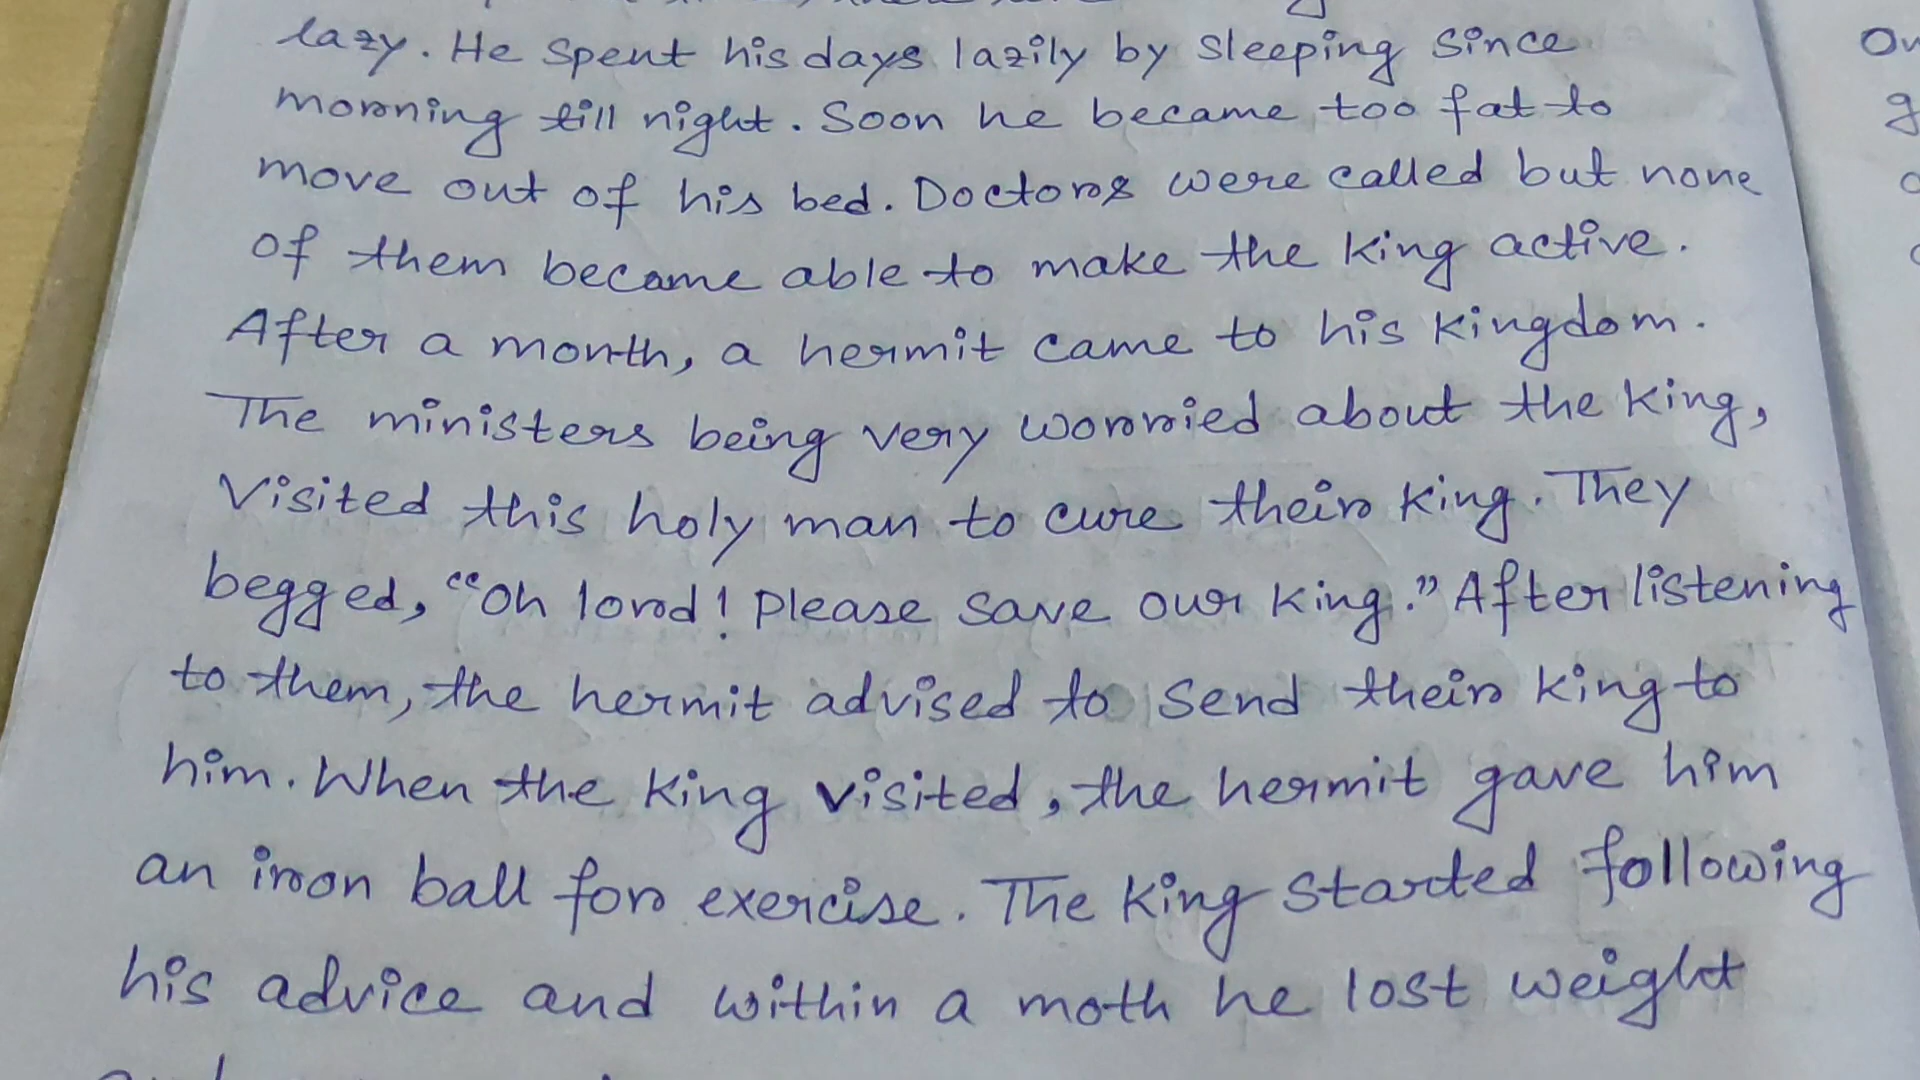 lazy. He spent his days lazily by sleeping since
morning till night. Soon he became too fat to
move out of his bed. Doctors were called but none
of them became able to make the king active.
After a month, a hermit came to his kingdom.
The ministers being very worried about the king,
visited this holy man to cure their king. They
begged, "Oh lord! Please save our king." After listening
to them, the hermit advised to send their king to
him. When the king visited, the hermit gave him
an iron ball for exercise. The king started following
his advice and within a moth he lost weight